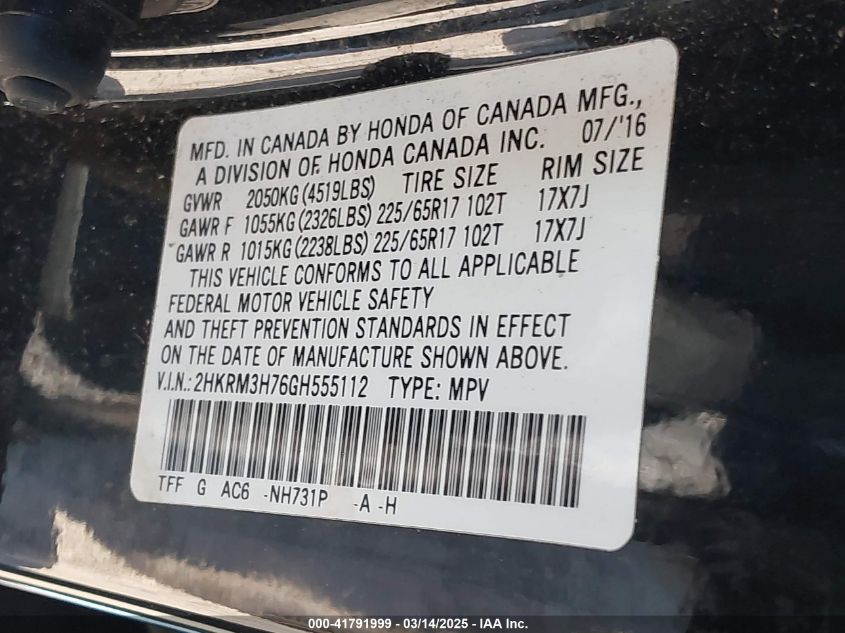 MFD. IN CANADA BY HONDA OF CANADA MFG.,
A DIVISION OF HONDA CANADA INC. 07/'16
GVWR 2050KG (4519LBS) TIRE SIZE RIM SIZE
GAWR F 1055KG (2326LBS) 225/65R17 102T 17X7J
GAWR R 1015KG (2238LBS) 225/65R17 102T 17X7J
THIS VEHICLE CONFORMS TO ALL APPLICABLE
FEDERAL MOTOR VEHICLE SAFETY
AND THEFT PREVENTION STANDARDS IN EFFECT
ON THE DATE OF MANUFACTURE SHOWN ABOVE.
V.I.N.: 2HKRM3H76GH555112 TYPE: MPV
TFF G AC6 -NH731P -A -H
000-41791999 - 03/14/2025 - IAA Inc.